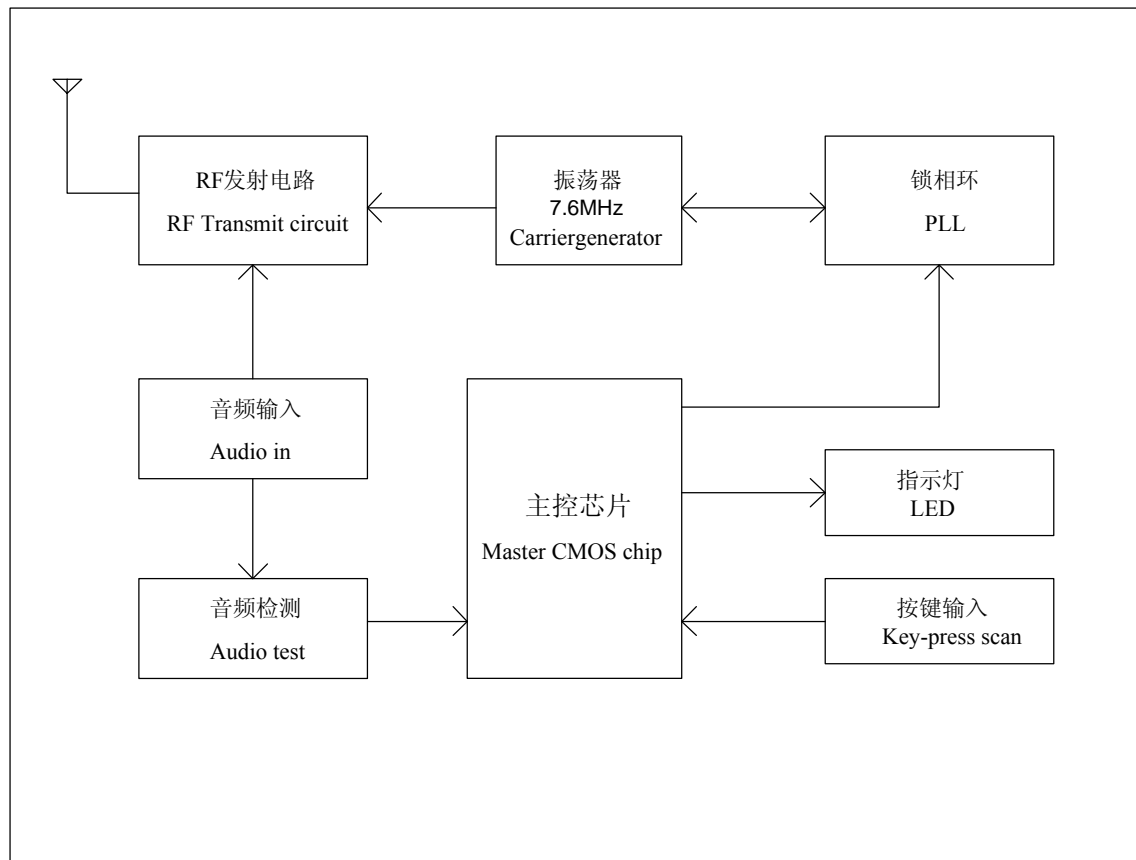 RF发射电路
RF Transmit circuit
振荡器
7.6MHz
Carriergenerator
锁相环
PLL
音频输入
Audio in
主控芯片
Master CMOS chip
指示灯
LED
音频检测
Audio test
按键输入
Key-press scan